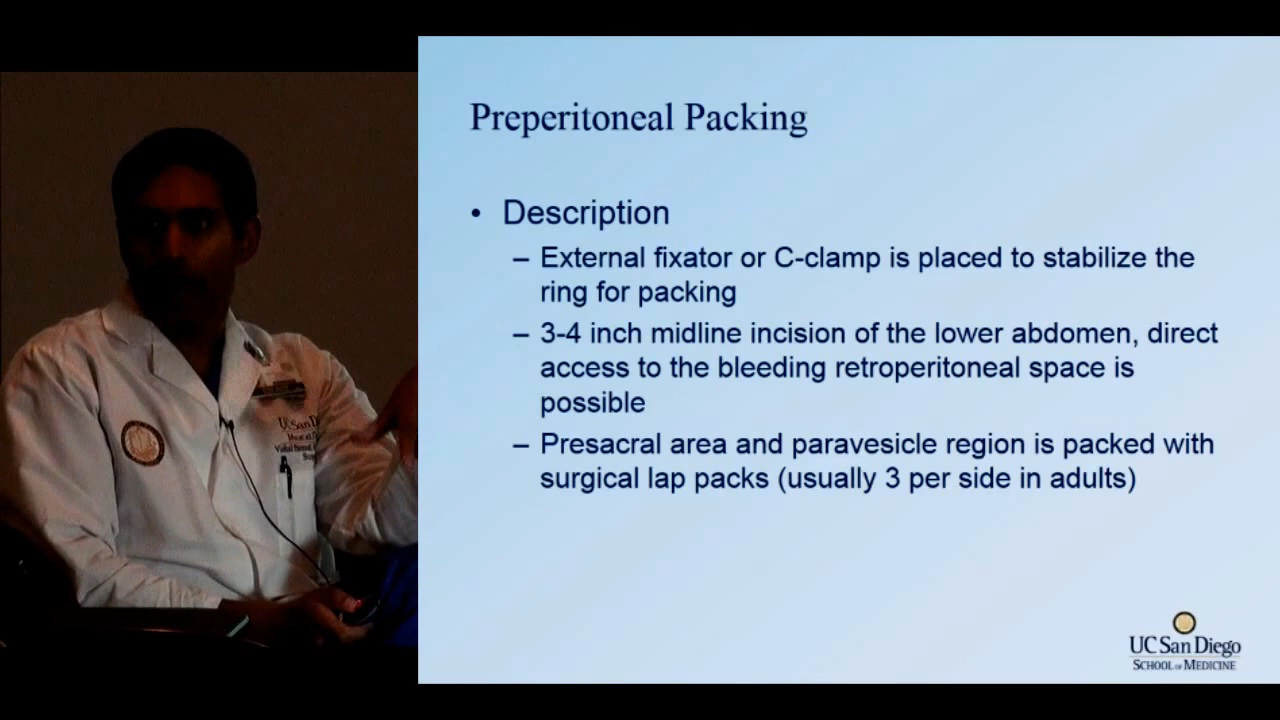 Preperitoneal Packing
• Description
– External fixator or C-clamp is placed to stabilize the
ring for packing
– 3-4 inch midline incision of the lower abdomen, direct
access to the bleeding retroperitoneal space is
possible
– Presacral area and paravesicle region is packed with
surgical lap packs (usually 3 per side in adults)
UC San Diego
SCHOOL OF MEDICINE
UC San D